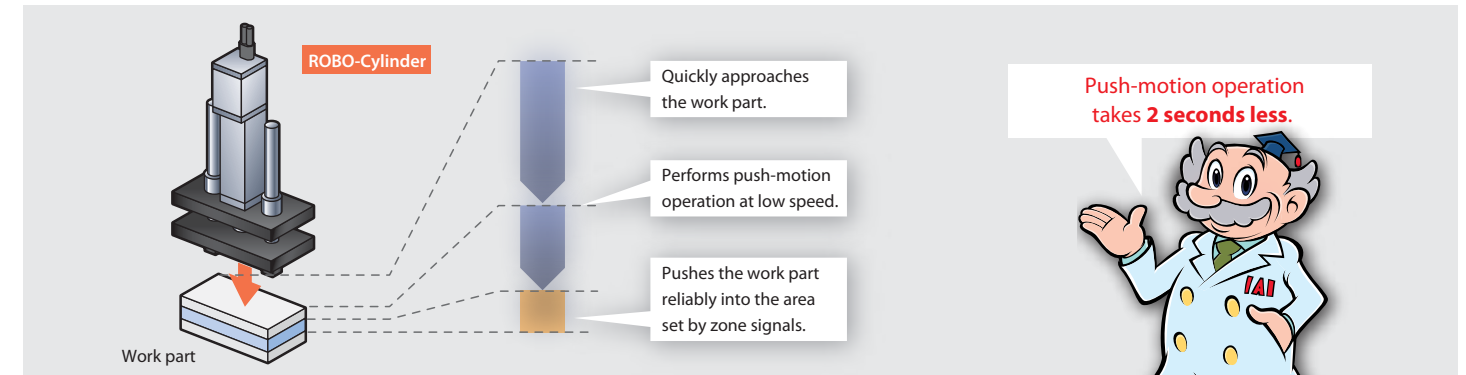 ROBO-Cylinder
Quickly approaches
the work part.
Performs push-motion
operation at low speed.
Pushes the work part
reliably into the area
set by zone signals.
Work part
Push-motion operation
takes 2 seconds less.
IAI